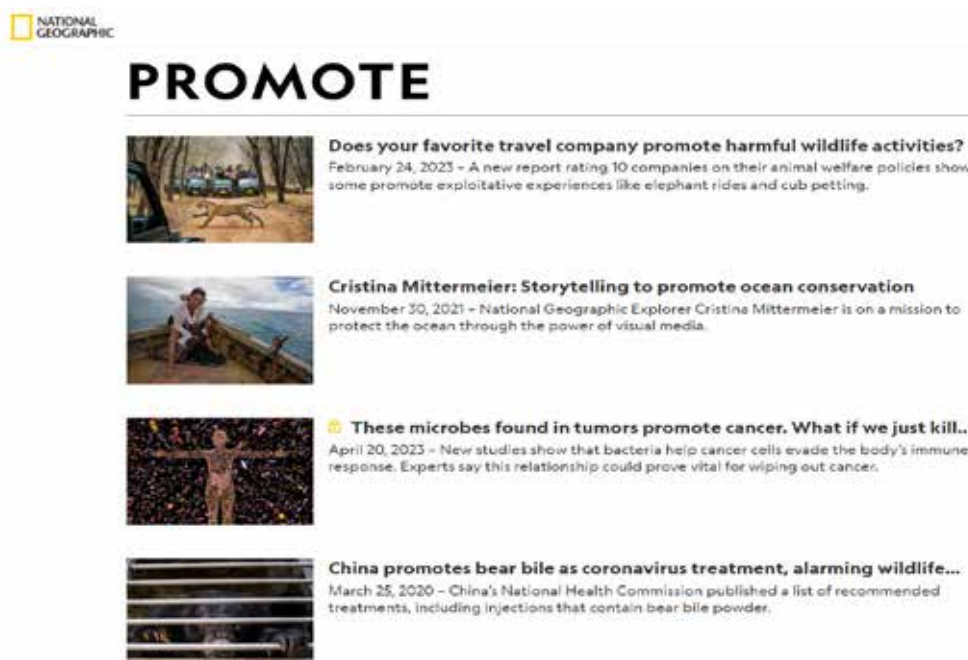 NATIONAL
GEOGRAPHIC
PROMOTE
Does your favorite travel company promote harmful wildlife activities?
February 24, 2023 – A new report rating 10 companies on their animal welfare policies show
some promote exploitative experiences like elephant rides and cub petting.
Cristina Mittermeier: Storytelling to promote ocean conservation
November 30, 2021 – National Geographic Explorer Cristina Mittermeier is on a mission to
protect the ocean through the power of visual media.
These microbes found in tumors promote cancer. What if we just kill..
April 20, 2023 – New studies show that bacteria help cancer cells evade the body's immune
response. Experts say this relationship could prove vital for wiping out cancer.
China promotes bear bile as coronavirus treatment, alarming wildlife...
March 25, 2020 – China's National Health Commission published a list of recommended
treatments, including injections that contain bear bile powder.